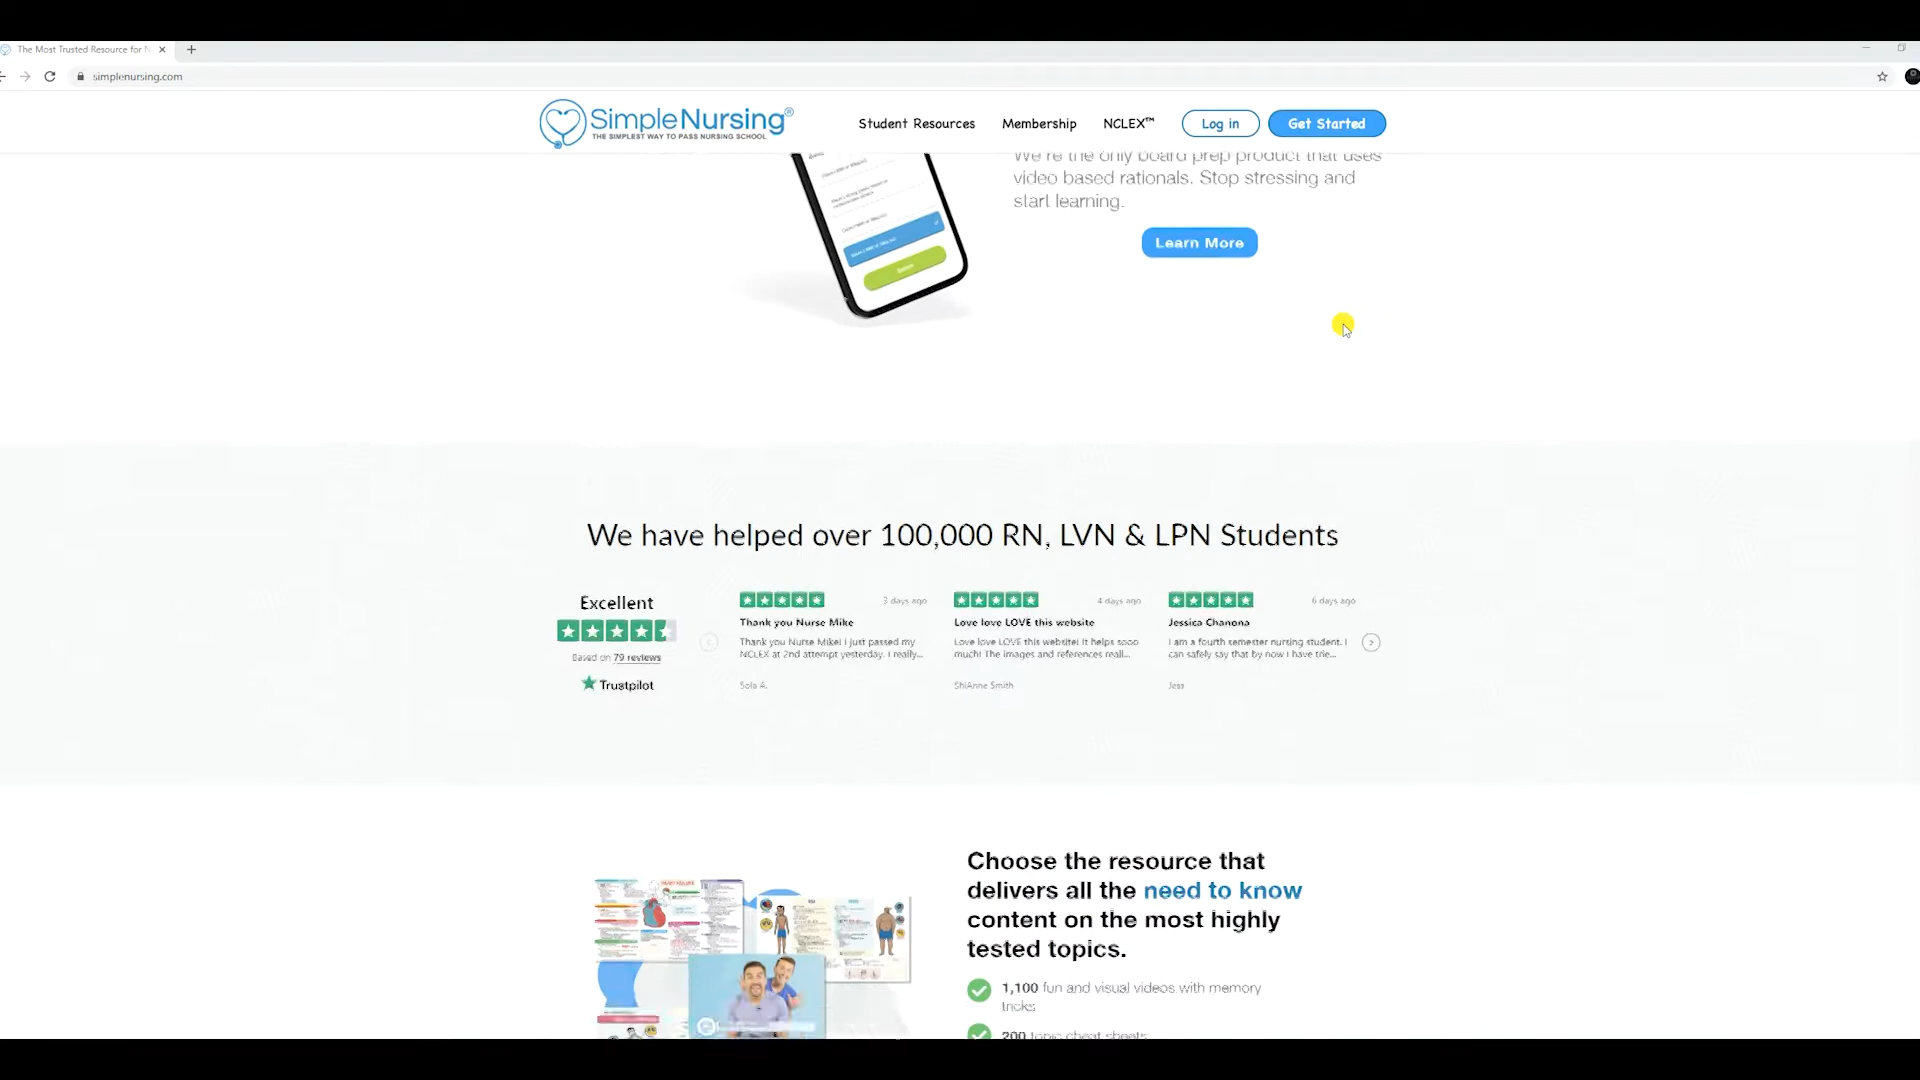 The Most Trusted Resource for N
simplenursing.com
SimpleNursing®
THE SIMPLEST WAY TO PASS NURSING SCHOOL
Student Resources
Membership
NCLEX™
Log in
Get Started
We're the only board prep product that uses
video based rationals. Stop stressing and
start learning.
Learn More
We have helped over 100,000 RN, LVN & LPN Students
Excellent
Based on 79 reviews
Trustpilot
3 days ago
Thank you Nurse Mike
Thank you Nurse Mike! I just passed my
NCLEX at 2nd attempt yesterday. I really...
Sola A.
4 days ago
Love love LOVE this website
Love love LOVE this website! It helps sooo
much! The images and references reall...
ShiAnne Smith
6 days ago
Jessica Chanona
I am a fourth semester nursing student. I
can safely say that by now I have trie...
Jess
Choose the resource that
delivers all the need to know
content on the most highly
tested topics.
1,100 fun and visual videos with memory
tricks
200 topic cheat sheets